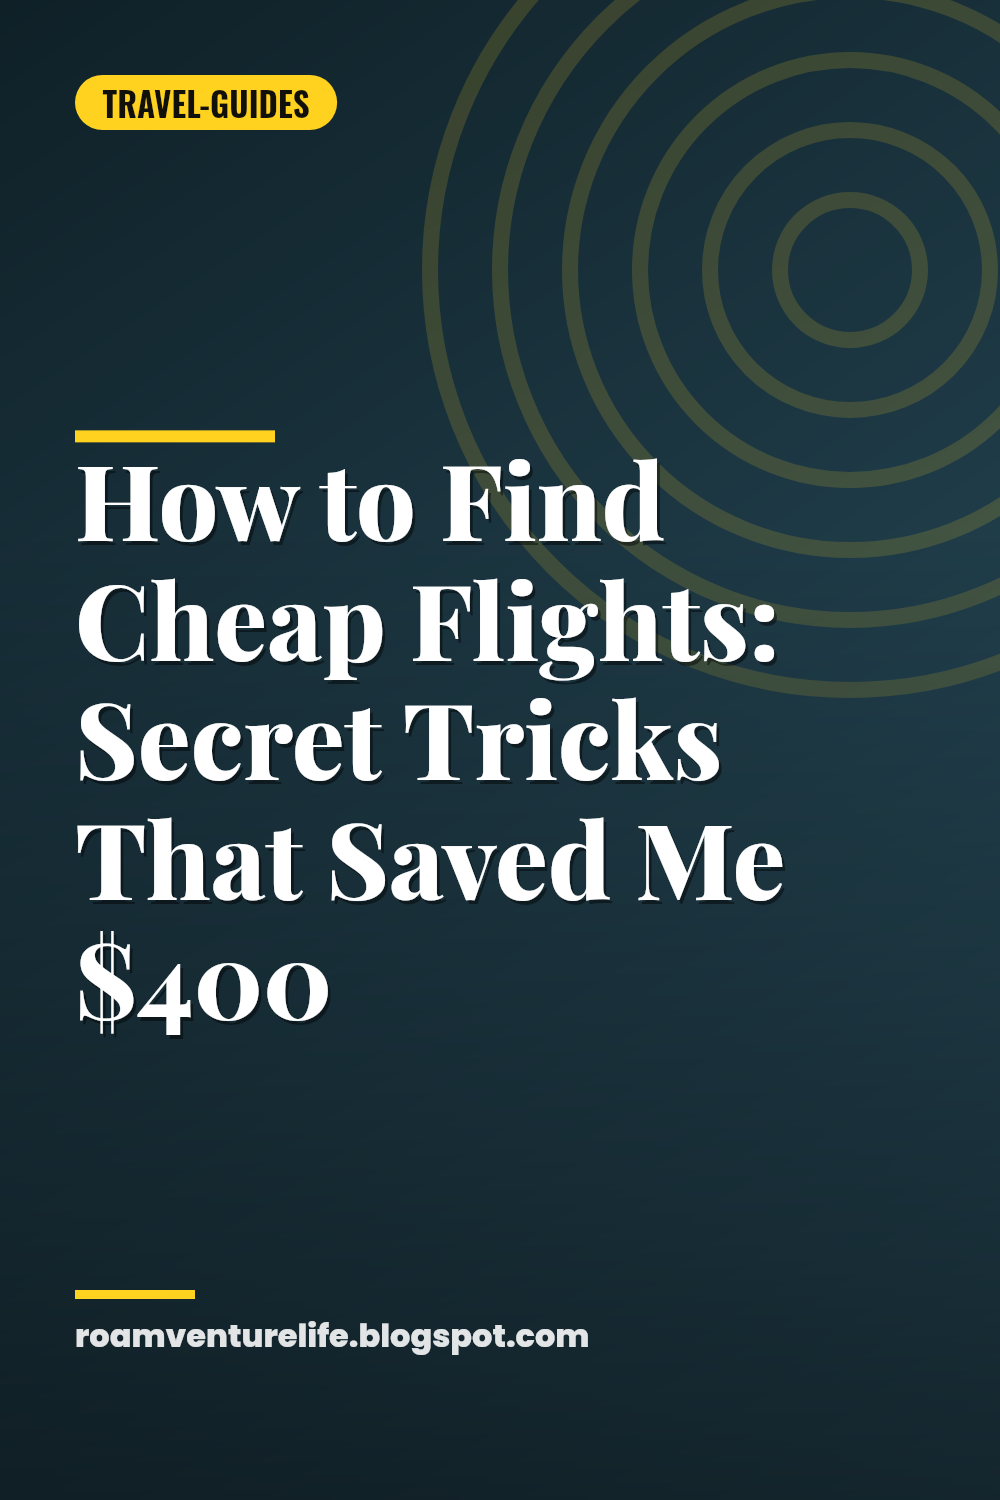 TRAVEL-GUIDES
How to Find
Cheap Flights:
Secret Tricks
That Saved Me
$400
roamventurelife.blogspot.com